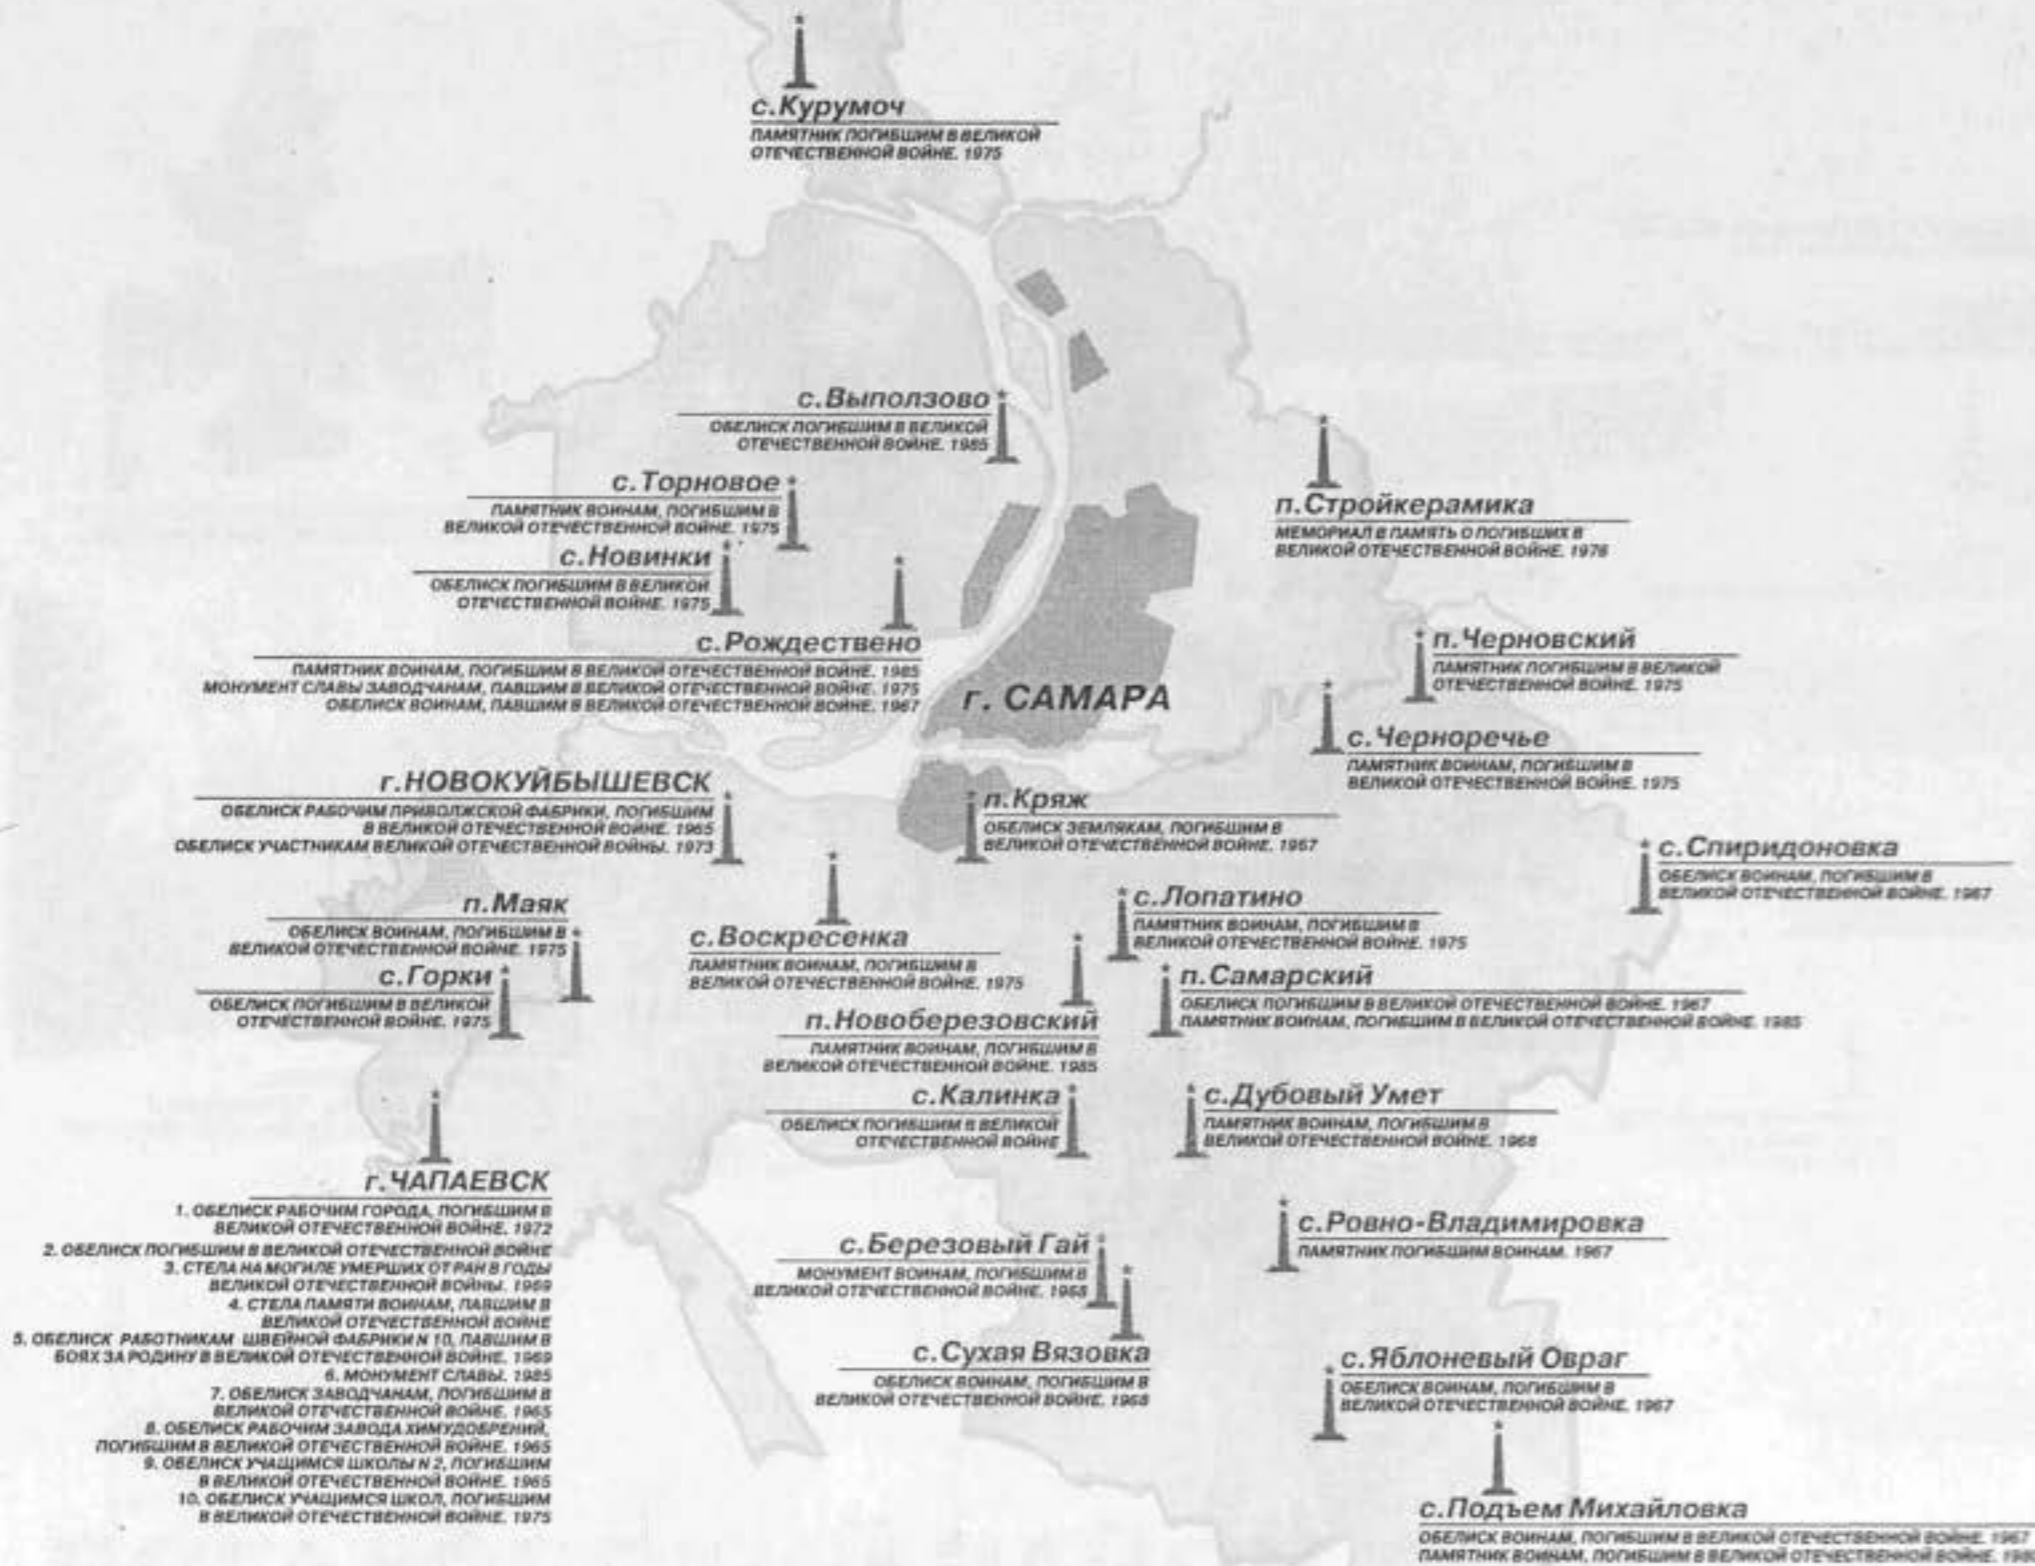 с.Курумоч
ПАМЯТНИК ПОГИБШИМ В ВЕЛИКОЙ
ОТЕЧЕСТВЕННОЙ ВОЙНЕ. 1975
с.Выползово
ОБЕЛИСК ПОГИБШИМ В ВЕЛИКОЙ
ОТЕЧЕСТВЕННОЙ ВОЙНЕ. 1985
с.Торновое
ПАМЯТНИК ВОИНАМ, ПОГИБШИМ В
ВЕЛИКОЙ ОТЕЧЕСТВЕННОЙ ВОЙНЕ. 1975
п.Стройкерамика
МЕМОРИАЛ В ПАМЯТЬ О ПОГИБШИХ В
ВЕЛИКОЙ ОТЕЧЕСТВЕННОЙ ВОЙНЕ. 1976
с.Новинки
ОБЕЛИСК ПОГИБШИМ В ВЕЛИКОЙ
ОТЕЧЕСТВЕННОЙ ВОЙНЕ. 1975
с.Рождествено
ПАМЯТНИК ВОИНАМ, ПОГИБШИМ В ВЕЛИКОЙ ОТЕЧЕСТВЕННОЙ ВОЙНЕ. 1985
МОНУМЕНТ СЛАВЫ ЗАВОДЧАНАМ, ПАВШИМ В ВЕЛИКОЙ ОТЕЧЕСТВЕННОЙ ВОЙНЕ. 1975
ОБЕЛИСК ВОИНАМ, ПАВШИМ В ВЕЛИКОЙ ОТЕЧЕСТВЕННОЙ ВОЙНЕ. 1967
г. САМАРА
п.Черновский
ПАМЯТНИК ПОГИБШИМ В ВЕЛИКОЙ
ОТЕЧЕСТВЕННОЙ ВОЙНЕ. 1975
с.Черноречье
ПАМЯТНИК ВОИНАМ, ПОГИБШИМ В
ВЕЛИКОЙ ОТЕЧЕСТВЕННОЙ ВОЙНЕ. 1975
г.НОВОКУЙБЫШЕВСК
ОБЕЛИСК РАБОЧИМ ПРИВОЛЖСКОЙ ФАБРИКИ, ПОГИБШИМ
В ВЕЛИКОЙ ОТЕЧЕСТВЕННОЙ ВОЙНЕ. 1965
ОБЕЛИСК УЧАСТНИКАМ ВЕЛИКОЙ ОТЕЧЕСТВЕННОЙ ВОЙНЫ. 1973
п.Кряж
ОБЕЛИСК ЗЕМЛЯКАМ, ПОГИБШИМ В
ВЕЛИКОЙ ОТЕЧЕСТВЕННОЙ ВОЙНЕ. 1967
с.Спиридоновка
ОБЕЛИСК ВОИНАМ, ПОГИБШИМ В
ВЕЛИКОЙ ОТЕЧЕСТВЕННОЙ ВОЙНЕ. 1967
п.Маяк
ОБЕЛИСК ВОИНАМ, ПОГИБШИМ В
ВЕЛИКОЙ ОТЕЧЕСТВЕННОЙ ВОЙНЕ. 1975
с.Воскресенка
ПАМЯТНИК ВОИНАМ, ПОГИБШИМ В
ВЕЛИКОЙ ОТЕЧЕСТВЕННОЙ ВОЙНЕ. 1975
с.Лопатино
ПАМЯТНИК ВОИНАМ, ПОГИБШИМ В
ВЕЛИКОЙ ОТЕЧЕСТВЕННОЙ ВОЙНЕ. 1975
с.Горки
ОБЕЛИСК ПОГИБШИМ В ВЕЛИКОЙ
ОТЕЧЕСТВЕННОЙ ВОЙНЕ. 1975
п.Самарский
ОБЕЛИСК ПОГИБШИМ В ВЕЛИКОЙ ОТЕЧЕСТВЕННОЙ ВОЙНЕ. 1967
ПАМЯТНИК ВОИНАМ, ПОГИБШИМ В ВЕЛИКОЙ ОТЕЧЕСТВЕННОЙ ВОЙНЕ. 1985
п.Новоберезовский
ПАМЯТНИК ВОИНАМ, ПОГИБШИМ В
ВЕЛИКОЙ ОТЕЧЕСТВЕННОЙ ВОЙНЕ. 1985
с.Калинка
ОБЕЛИСК ПОГИБШИМ В ВЕЛИКОЙ
ОТЕЧЕСТВЕННОЙ ВОЙНЕ
с.Дубовый Умет
ПАМЯТНИК ВОИНАМ, ПОГИБШИМ В
ВЕЛИКОЙ ОТЕЧЕСТВЕННОЙ ВОЙНЕ. 1968
г.ЧАПАЕВСК
1. ОБЕЛИСК РАБОЧИМ ГОРОДА, ПОГИБШИМ В
ВЕЛИКОЙ ОТЕЧЕСТВЕННОЙ ВОЙНЕ. 1972
2. ОБЕЛИСК ПОГИБШИМ В ВЕЛИКОЙ ОТЕЧЕСТВЕННОЙ ВОЙНЕ
3. СТЕЛА НА МОГИЛЕ УМЕРШИХ ОТ РАН В ГОДЫ
ВЕЛИКОЙ ОТЕЧЕСТВЕННОЙ ВОЙНЫ. 1969
4. СТЕЛА ПАМЯТИ ВОИНАМ, ПАВШИМ В
ВЕЛИКОЙ ОТЕЧЕСТВЕННОЙ ВОЙНЕ
5. ОБЕЛИСК РАБОТНИКАМ ШВЕЙНОЙ ФАБРИКИ N 10, ПАВШИМ В
БОЯХ ЗА РОДИНУ В ВЕЛИКОЙ ОТЕЧЕСТВЕННОЙ ВОЙНЕ. 1969
6. МОНУМЕНТ СЛАВЫ. 1985
7. ОБЕЛИСК ЗАВОДЧАНАМ, ПОГИБШИМ В
ВЕЛИКОЙ ОТЕЧЕСТВЕННОЙ ВОЙНЕ. 1965
8. ОБЕЛИСК РАБОЧИМ ЗАВОДА ХИМУДОБРЕНИЙ,
ПОГИБШИМ В ВЕЛИКОЙ ОТЕЧЕСТВЕННОЙ ВОЙНЕ. 1965
9. ОБЕЛИСК УЧАЩИМСЯ ШКОЛЫ N 2, ПОГИБШИМ
В ВЕЛИКОЙ ОТЕЧЕСТВЕННОЙ ВОЙНЕ. 1965
10. ОБЕЛИСК УЧАЩИМСЯ ШКОЛ, ПОГИБШИМ
В ВЕЛИКОЙ ОТЕЧЕСТВЕННОЙ ВОЙНЕ. 1975
с.Ровно-Владимировка
ПАМЯТНИК ПОГИБШИМ ВОИНАМ. 1967
с.Березовый Гай
МОНУМЕНТ ВОИНАМ, ПОГИБШИМ В
ВЕЛИКОЙ ОТЕЧЕСТВЕННОЙ ВОЙНЕ. 1968
с.Сухая Вязовка
ОБЕЛИСК ВОИНАМ, ПОГИБШИМ В
ВЕЛИКОЙ ОТЕЧЕСТВЕННОЙ ВОЙНЕ. 1968
с.Яблоневый Овраг
ОБЕЛИСК ВОИНАМ, ПОГИБШИМ В
ВЕЛИКОЙ ОТЕЧЕСТВЕННОЙ ВОЙНЕ. 1967
с.Подъем Михайловка
ОБЕЛИСК ВОИНАМ, ПОГИБШИМ В ВЕЛИКОЙ ОТЕЧЕСТВЕННОЙ ВОЙНЕ. 1967
ПАМЯТНИК ВОИНАМ, ПОГИБШИМ В ВЕЛИКОЙ ОТЕЧЕСТВЕННОЙ ВОЙНЕ.